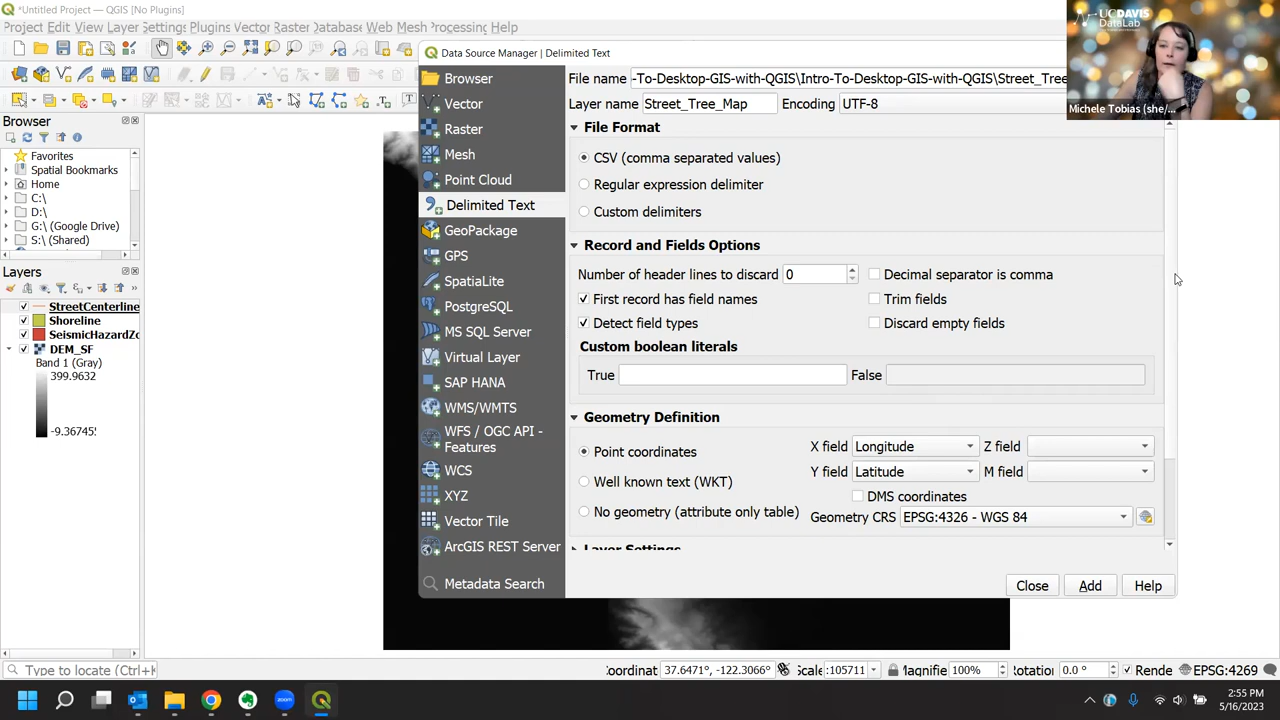 *Untitled Project — QGIS [No Plugins]
Project Edit View Layer Settings Plugins Vector Raster Database Web Mesh Processing Help
UCDAVIS
DataLab
Michele Tobias (she/...
Data Source Manager | Delimited Text
Browser
Vector
Raster
Mesh
Point Cloud
Delimited Text
GeoPackage
GPS
SpatiaLite
PostgreSQL
MS SQL Server
Virtual Layer
SAP HANA
WMS/WMTS
WFS / OGC API -
Features
WCS
XYZ
Vector Tile
ArcGIS REST Server
Metadata Search
File name -To-Desktop-GIS-with-QGIS\Intro-To-Desktop-GIS-with-QGIS\Street_Tre
Layer name Street_Tree_Map Encoding UTF-8
File Format
CSV (comma separated values)
Regular expression delimiter
Custom delimiters
Record and Fields Options
Number of header lines to discard 0 Decimal separator is comma
First record has field names Trim fields
Detect field types Discard empty fields
Custom boolean literals
True False
Geometry Definition
Point coordinates X field Longitude Z field
Y field Latitude M field
Well known text (WKT)
DMS coordinates
No geometry (attribute only table) Geometry CRS EPSG:4326 - WGS 84
Layer Settings
Close Add Help
Browser
Favorites
Spatial Bookmarks
Home
C:\
D:\
G:\ (Google Drive)
S:\ (Shared)
Layers
StreetCenterline
Shoreline
SeismicHazardZo
DEM_SF
Band 1 (Gray)
399.9632
-9.36745
Type to locate (Ctrl+
Coordinat 37.6471°, -122.3066° Scale :105711 Magnifie 100% Rotatio 0.0 ° Rende EPSG:4269
2:55 PM
5/16/2023